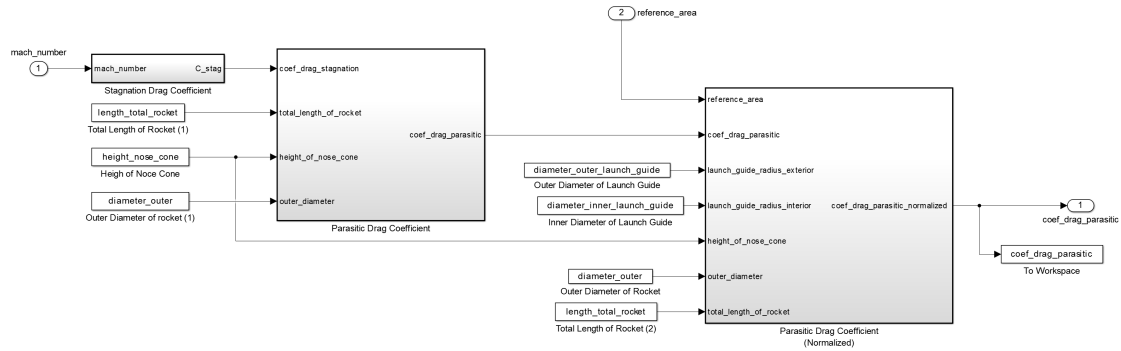 2
reference_area
mach_number
1
mach_number
C_stag
Stagnation Drag Coefficient
coef_drag_stagnation
length_total_rocket
Total Length of Rocket (1)
total_length_of_rocket
coef_drag_parasitic
height_nose_cone
Heigh of Noce Cone
height_of_nose_cone
diameter_outer
Outer Diameter of rocket (1)
outer_diameter
Parasitic Drag Coefficient
reference_area
coef_drag_parasitic
diameter_outer_launch_guide
Outer Diameter of Launch Guide
launch_guide_radius_exterior
diameter_inner_launch_guide
Inner Diameter of Launch Guide
launch_guide_radius_interior
coef_drag_parasitic_normalized
height_of_nose_cone
diameter_outer
Outer Diameter of Rocket
outer_diameter
length_total_rocket
Total Length of Rocket (2)
total_length_of_rocket
Parasitic Drag Coefficient
(Normalized)
1
coef_drag_parasitic
coef_drag_parasitic
To Workspace